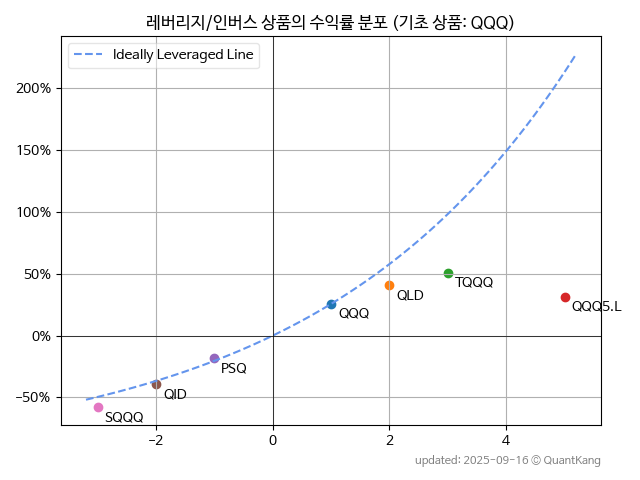 레버리지/인버스 상품의 수익률 분포 (기초 상품: QQQ)
Ideally Leveraged Line
200%
150%
100%
50%
0%
−50%
TQQQ
QLD
QQQ5.L
QQQ
PSQ
QID
SQQQ
−2
0
2
4
updated: 2025-09-16 © QuantKang